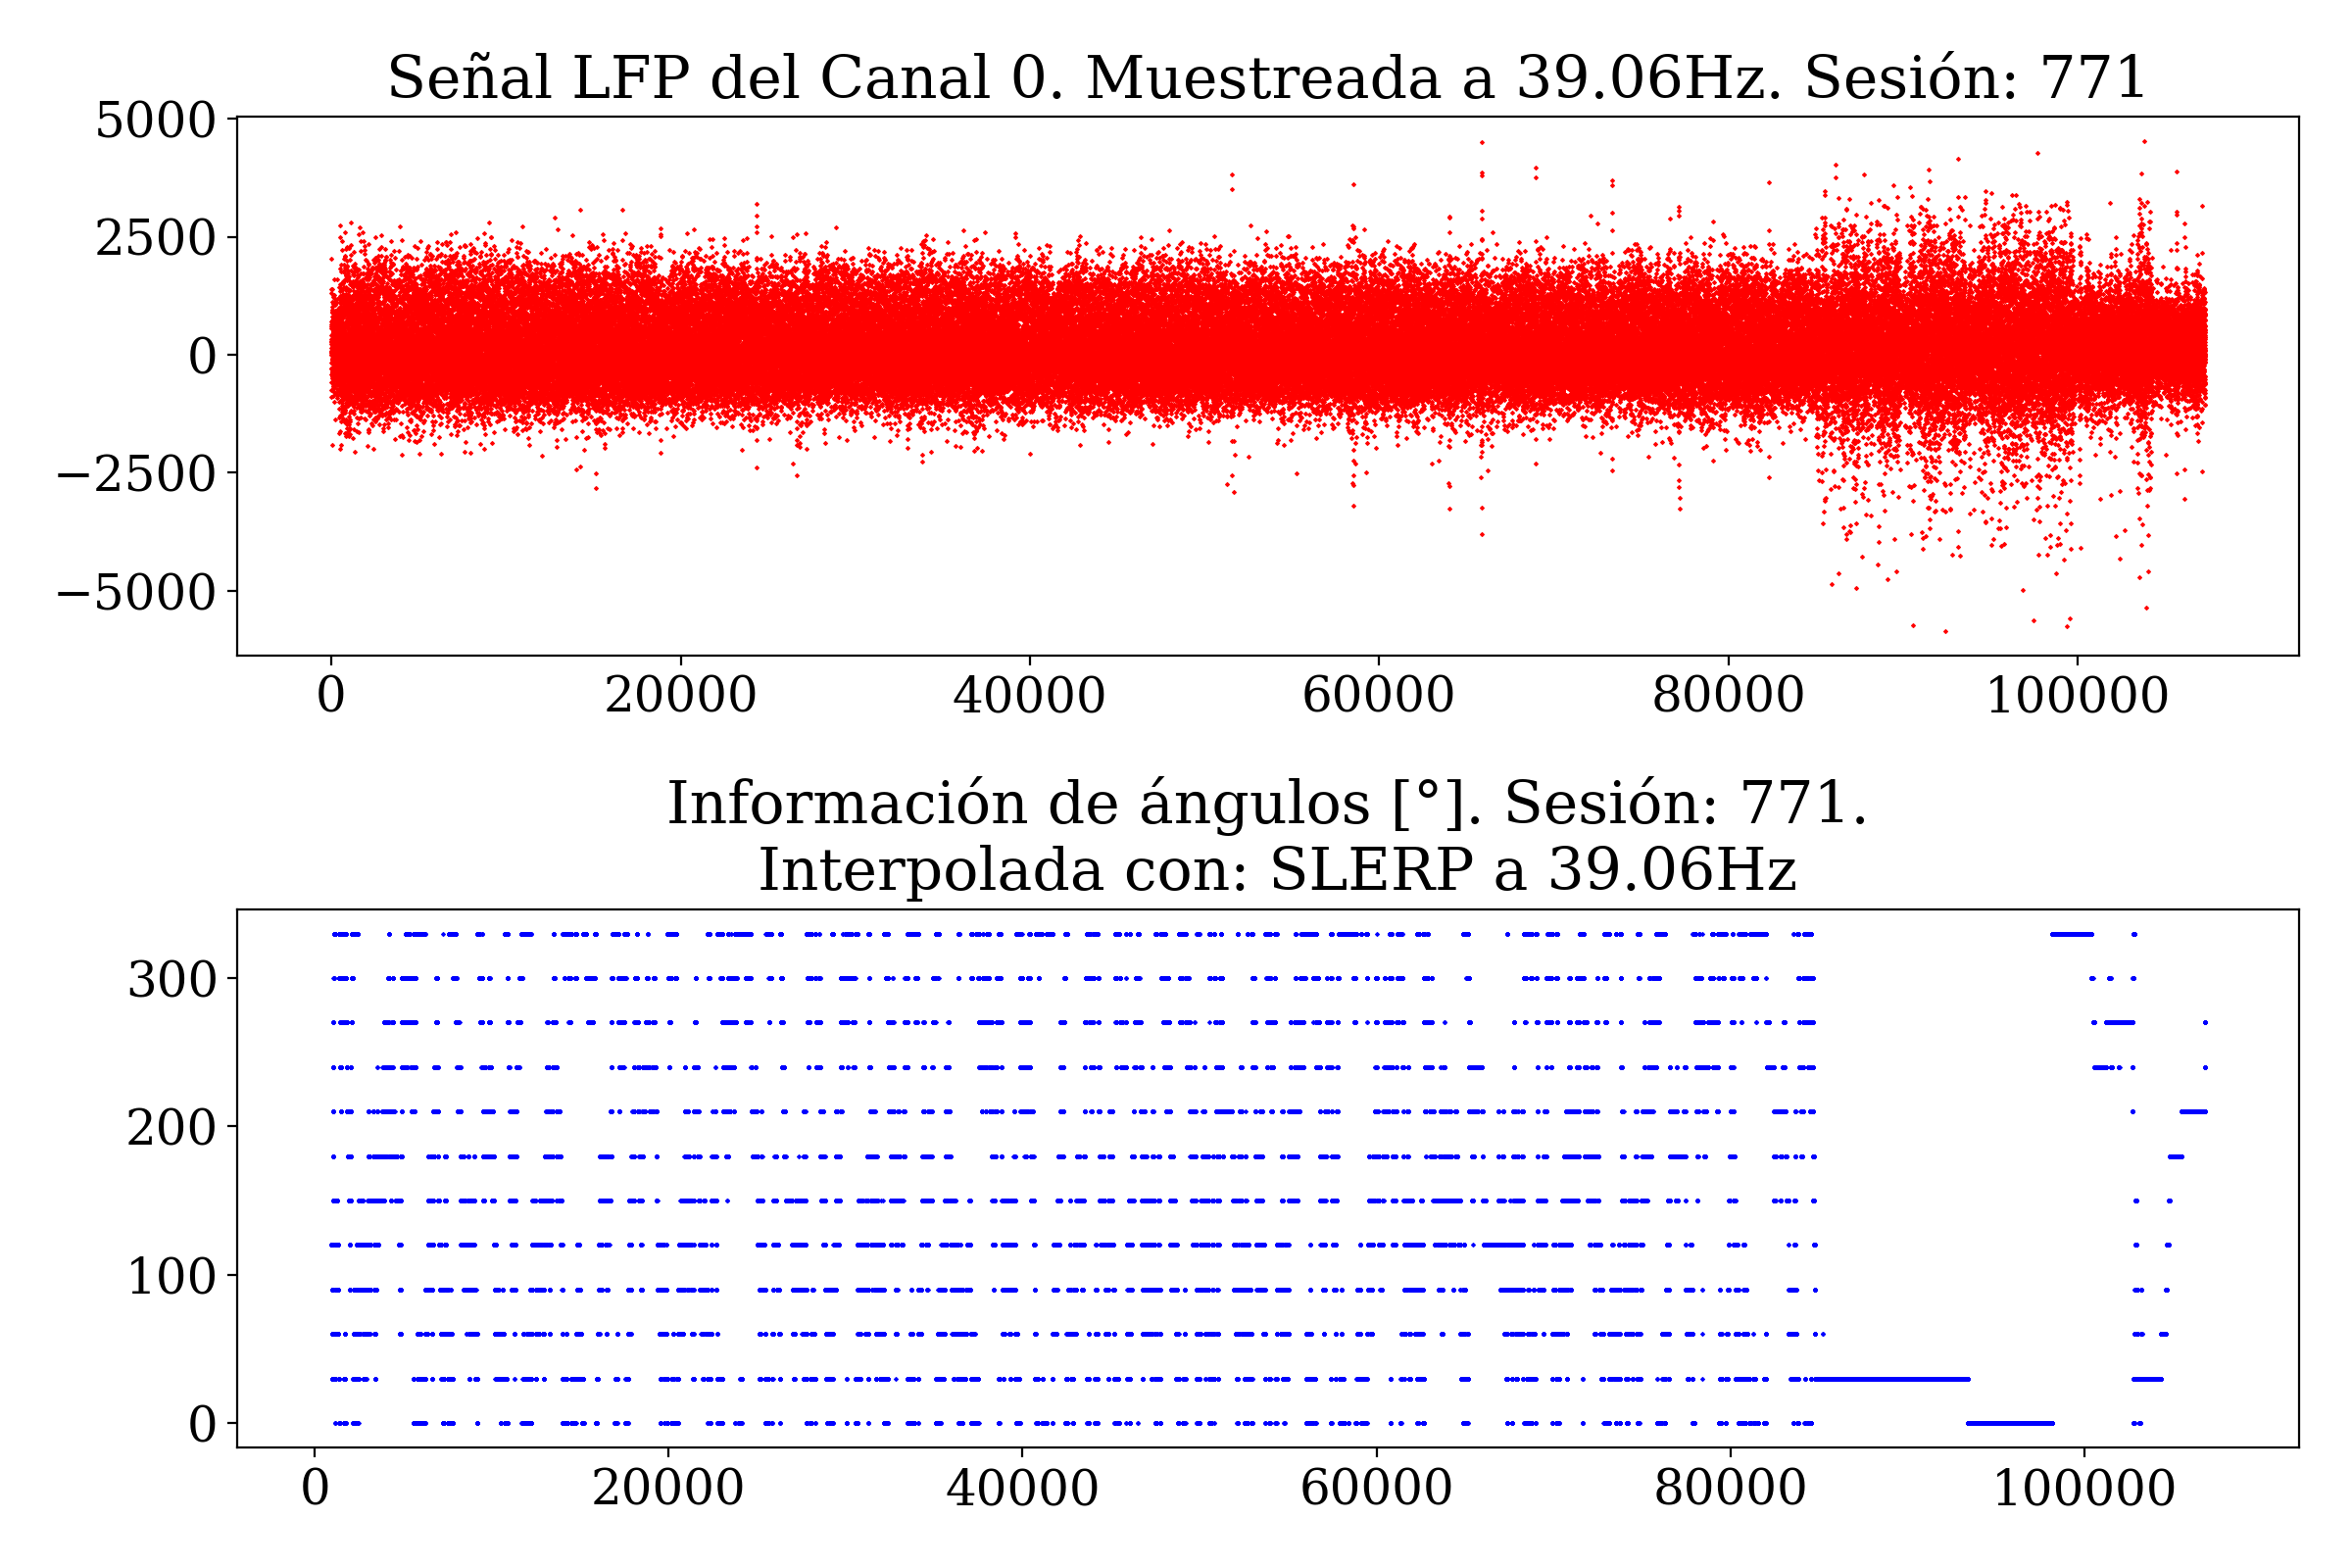 Señal LFP del Canal 0. Muestreada a 39.06Hz. Sesión: 771
5000
2500
0
−2500
−5000
0 20000 40000 60000 80000 100000
Información de ángulos [°]. Sesión: 771.
Interpolada con: SLERP a 39.06Hz
300
200
100
0
0 20000 40000 60000 80000 100000